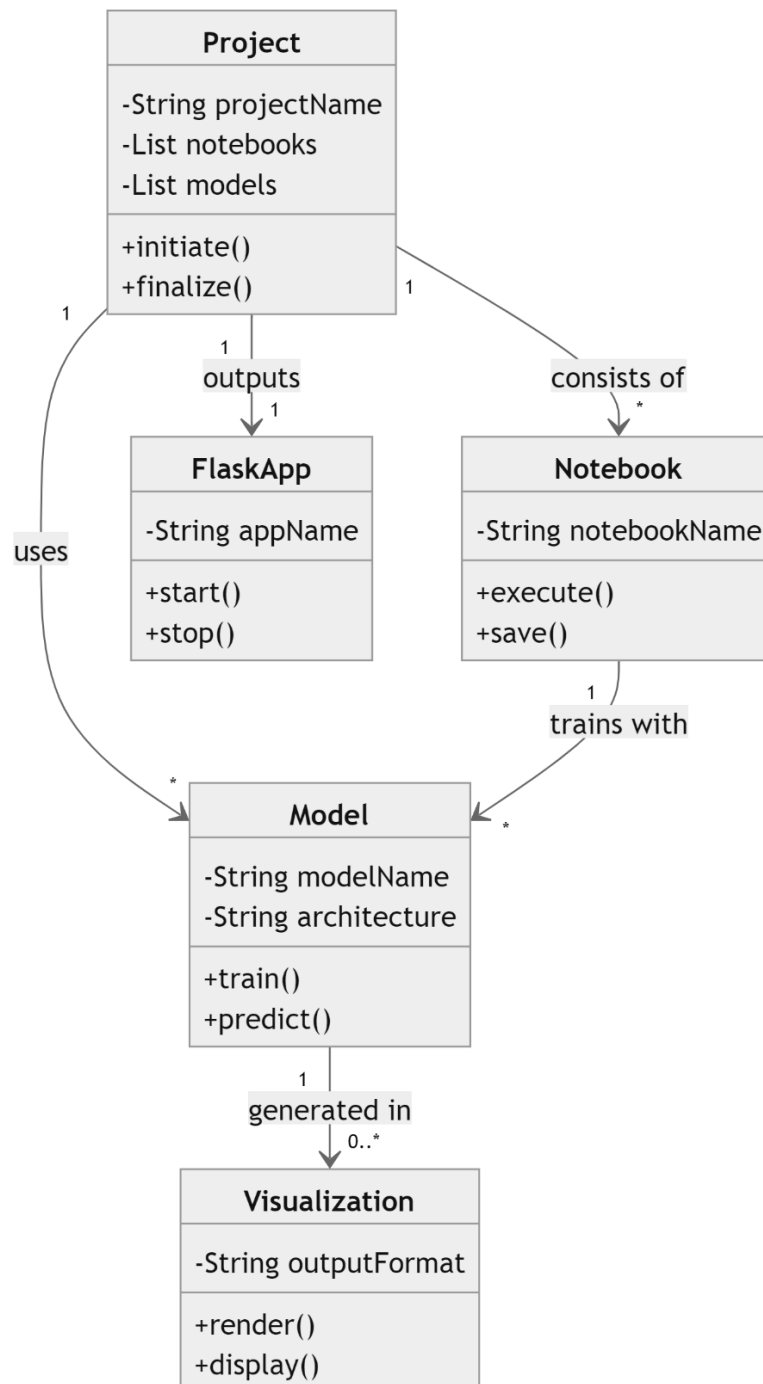 Project
-String projectName
-List notebooks
-List models
+initiate()
+finalize()
1
1
1
outputs
consists of
1
*
FlaskApp
-String appName
+start()
+stop()
Notebook
-String notebookName
+execute()
+save()
uses
1
trains with
*
*
Model
-String modelName
-String architecture
+train()
+predict()
1
generated in
0..*
Visualization
-String outputFormat
+render()
+display()